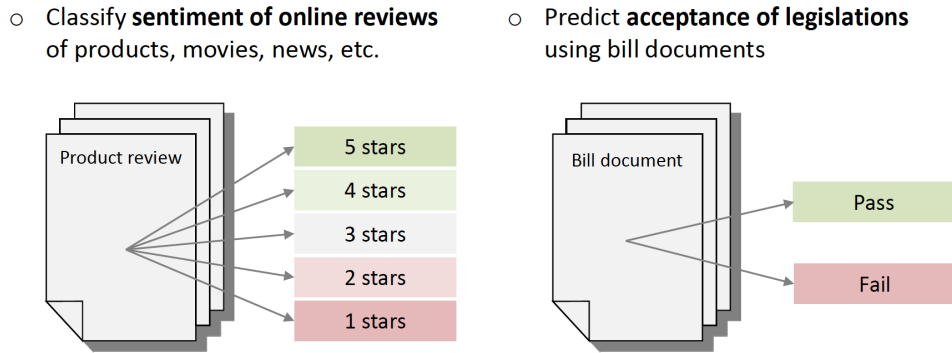 ○ Classify sentiment of online reviews
of products, movies, news, etc.
Product review
5 stars
4 stars
3 stars
2 stars
1 stars
○ Predict acceptance of legislations
using bill documents
Bill document
Pass
Fail